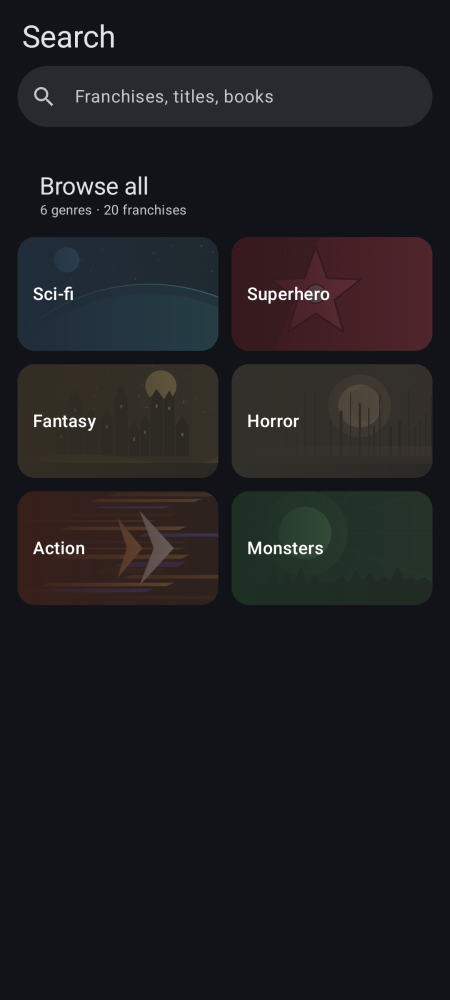 Search
Franchises, titles, books
Browse all
6 genres · 20 franchises
Sci-fi
Superhero
Fantasy
Horror
Action
Monsters